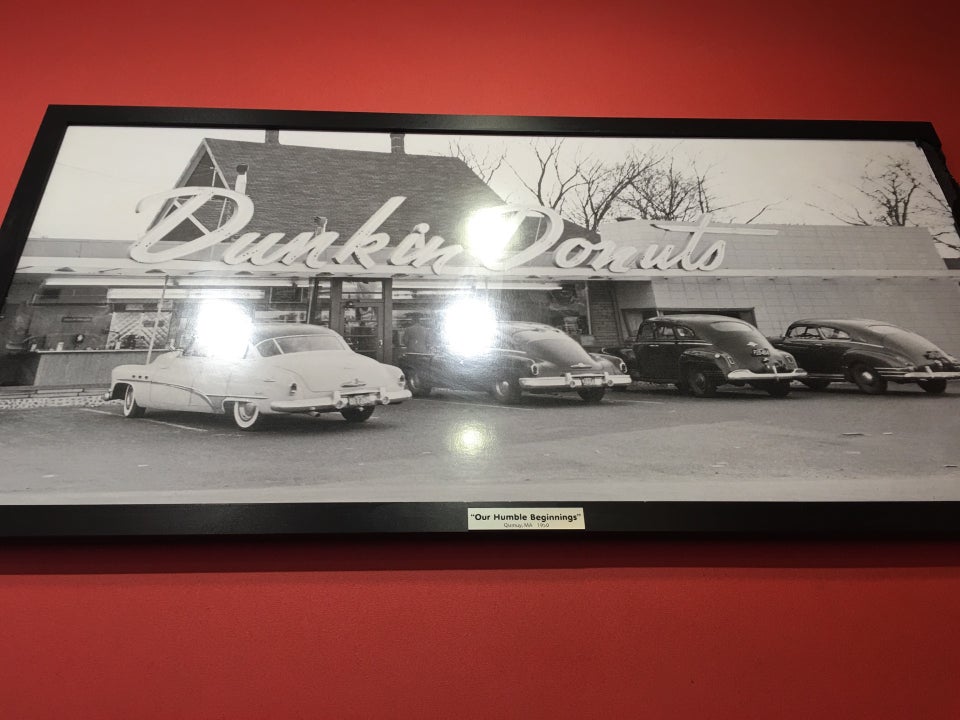 Dunkin Donuts
"Our Humble Beginnings"
Quincy, MA 1950